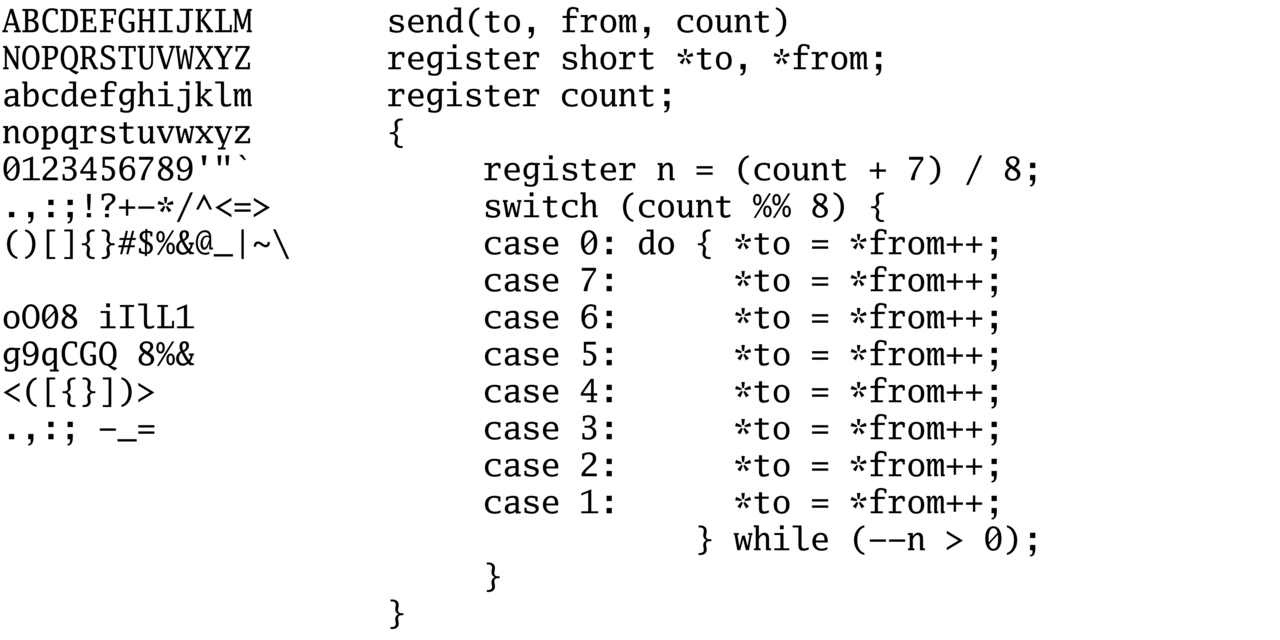 ABCDEFGHIJKLM
NOPQRSTUVWXYZ
abcdefghijklm
nopqrstuvwxyz
0123456789'"`
.,:;!?+-*/^<=>
()[]{}#$%&@_|~\
oO08 iIlL1
g9qCGQ 8%&
<([{}])>
.,:; -_=
send(to, from, count)
register short *to, *from;
register count;
{
     register n = (count + 7) / 8;
     switch (count %% 8) {
     case 0: do { *to = *from++;
     case 7:      *to = *from++;
     case 6:      *to = *from++;
     case 5:      *to = *from++;
     case 4:      *to = *from++;
     case 3:      *to = *from++;
     case 2:      *to = *from++;
     case 1:      *to = *from++;
                } while (--n > 0);
     }
}